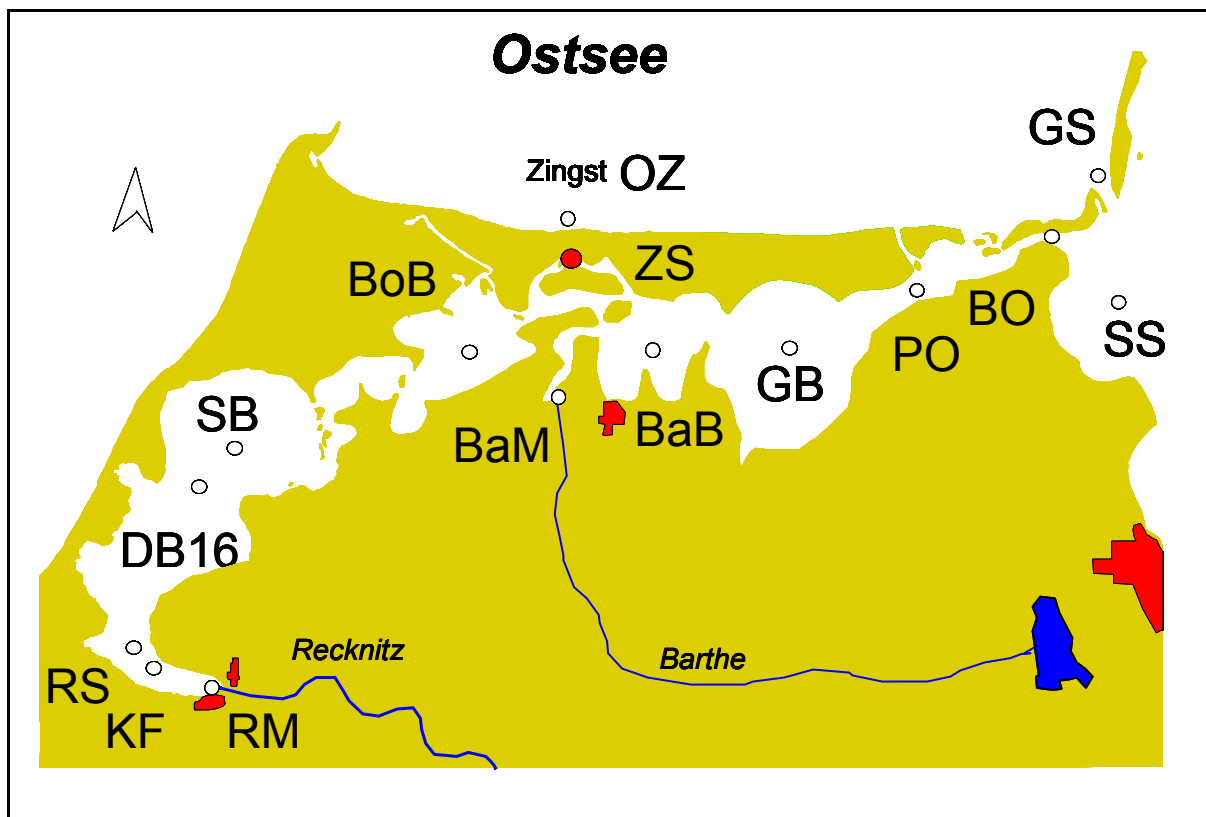 Ostsee
GS
Zingst OZ
ZS
BoB
BO
SS
PO
GB
SB
BaM
BaB
DB16
Recknitz
Barthe
RS
KF
RM